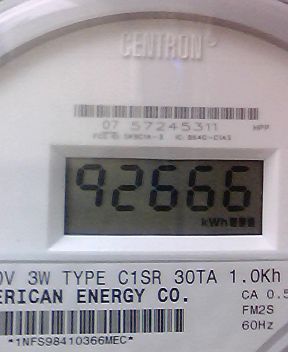 CENTRON
07 57245311 HPP
92666
kWh
0V 3W TYPE C1SR 30TA 1.0Kh
ERICAN ENERGY CO. CA 0.5
FM2S
60Hz
*1NFS98410366MEC*